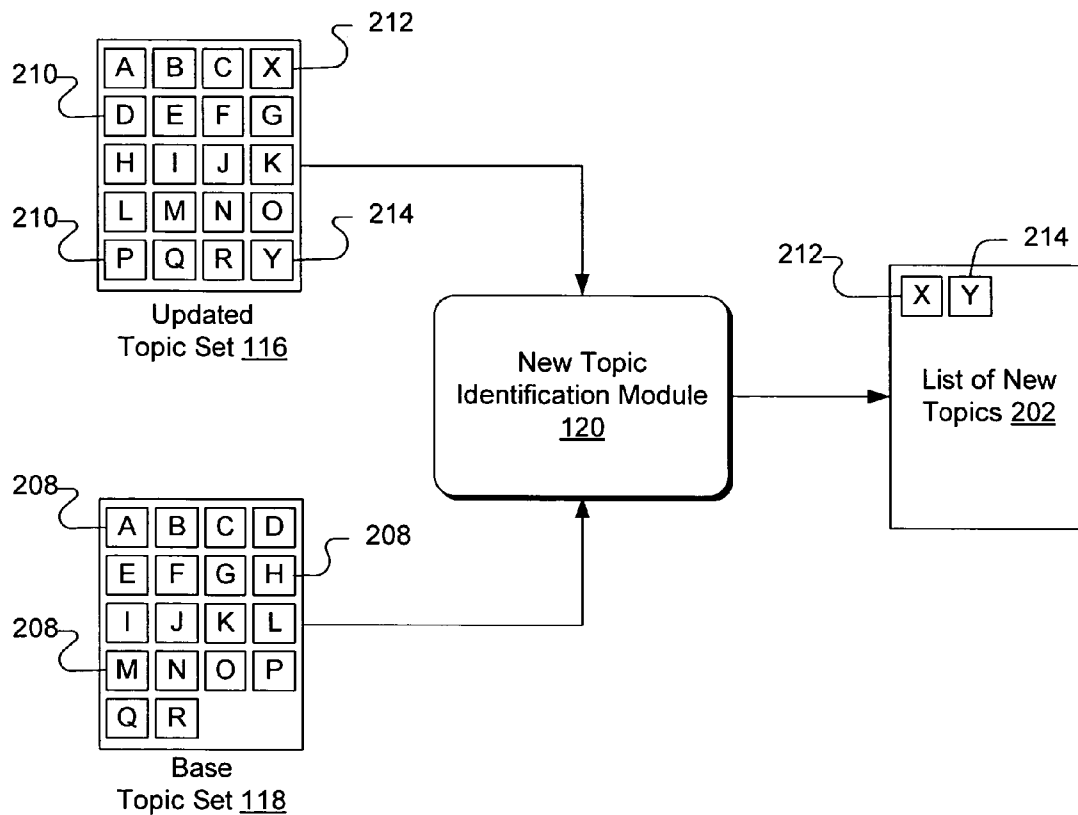 212
A B C X
210
D E F G
H I J K
L M N O
210
214
P Q R Y
Updated
Topic Set 116
New Topic
Identification Module
120
212
214
X Y
List of New
Topics 202
208
A B C D
208
E F G H
I J K L
208
M N O P
Q R
Base
Topic Set 118